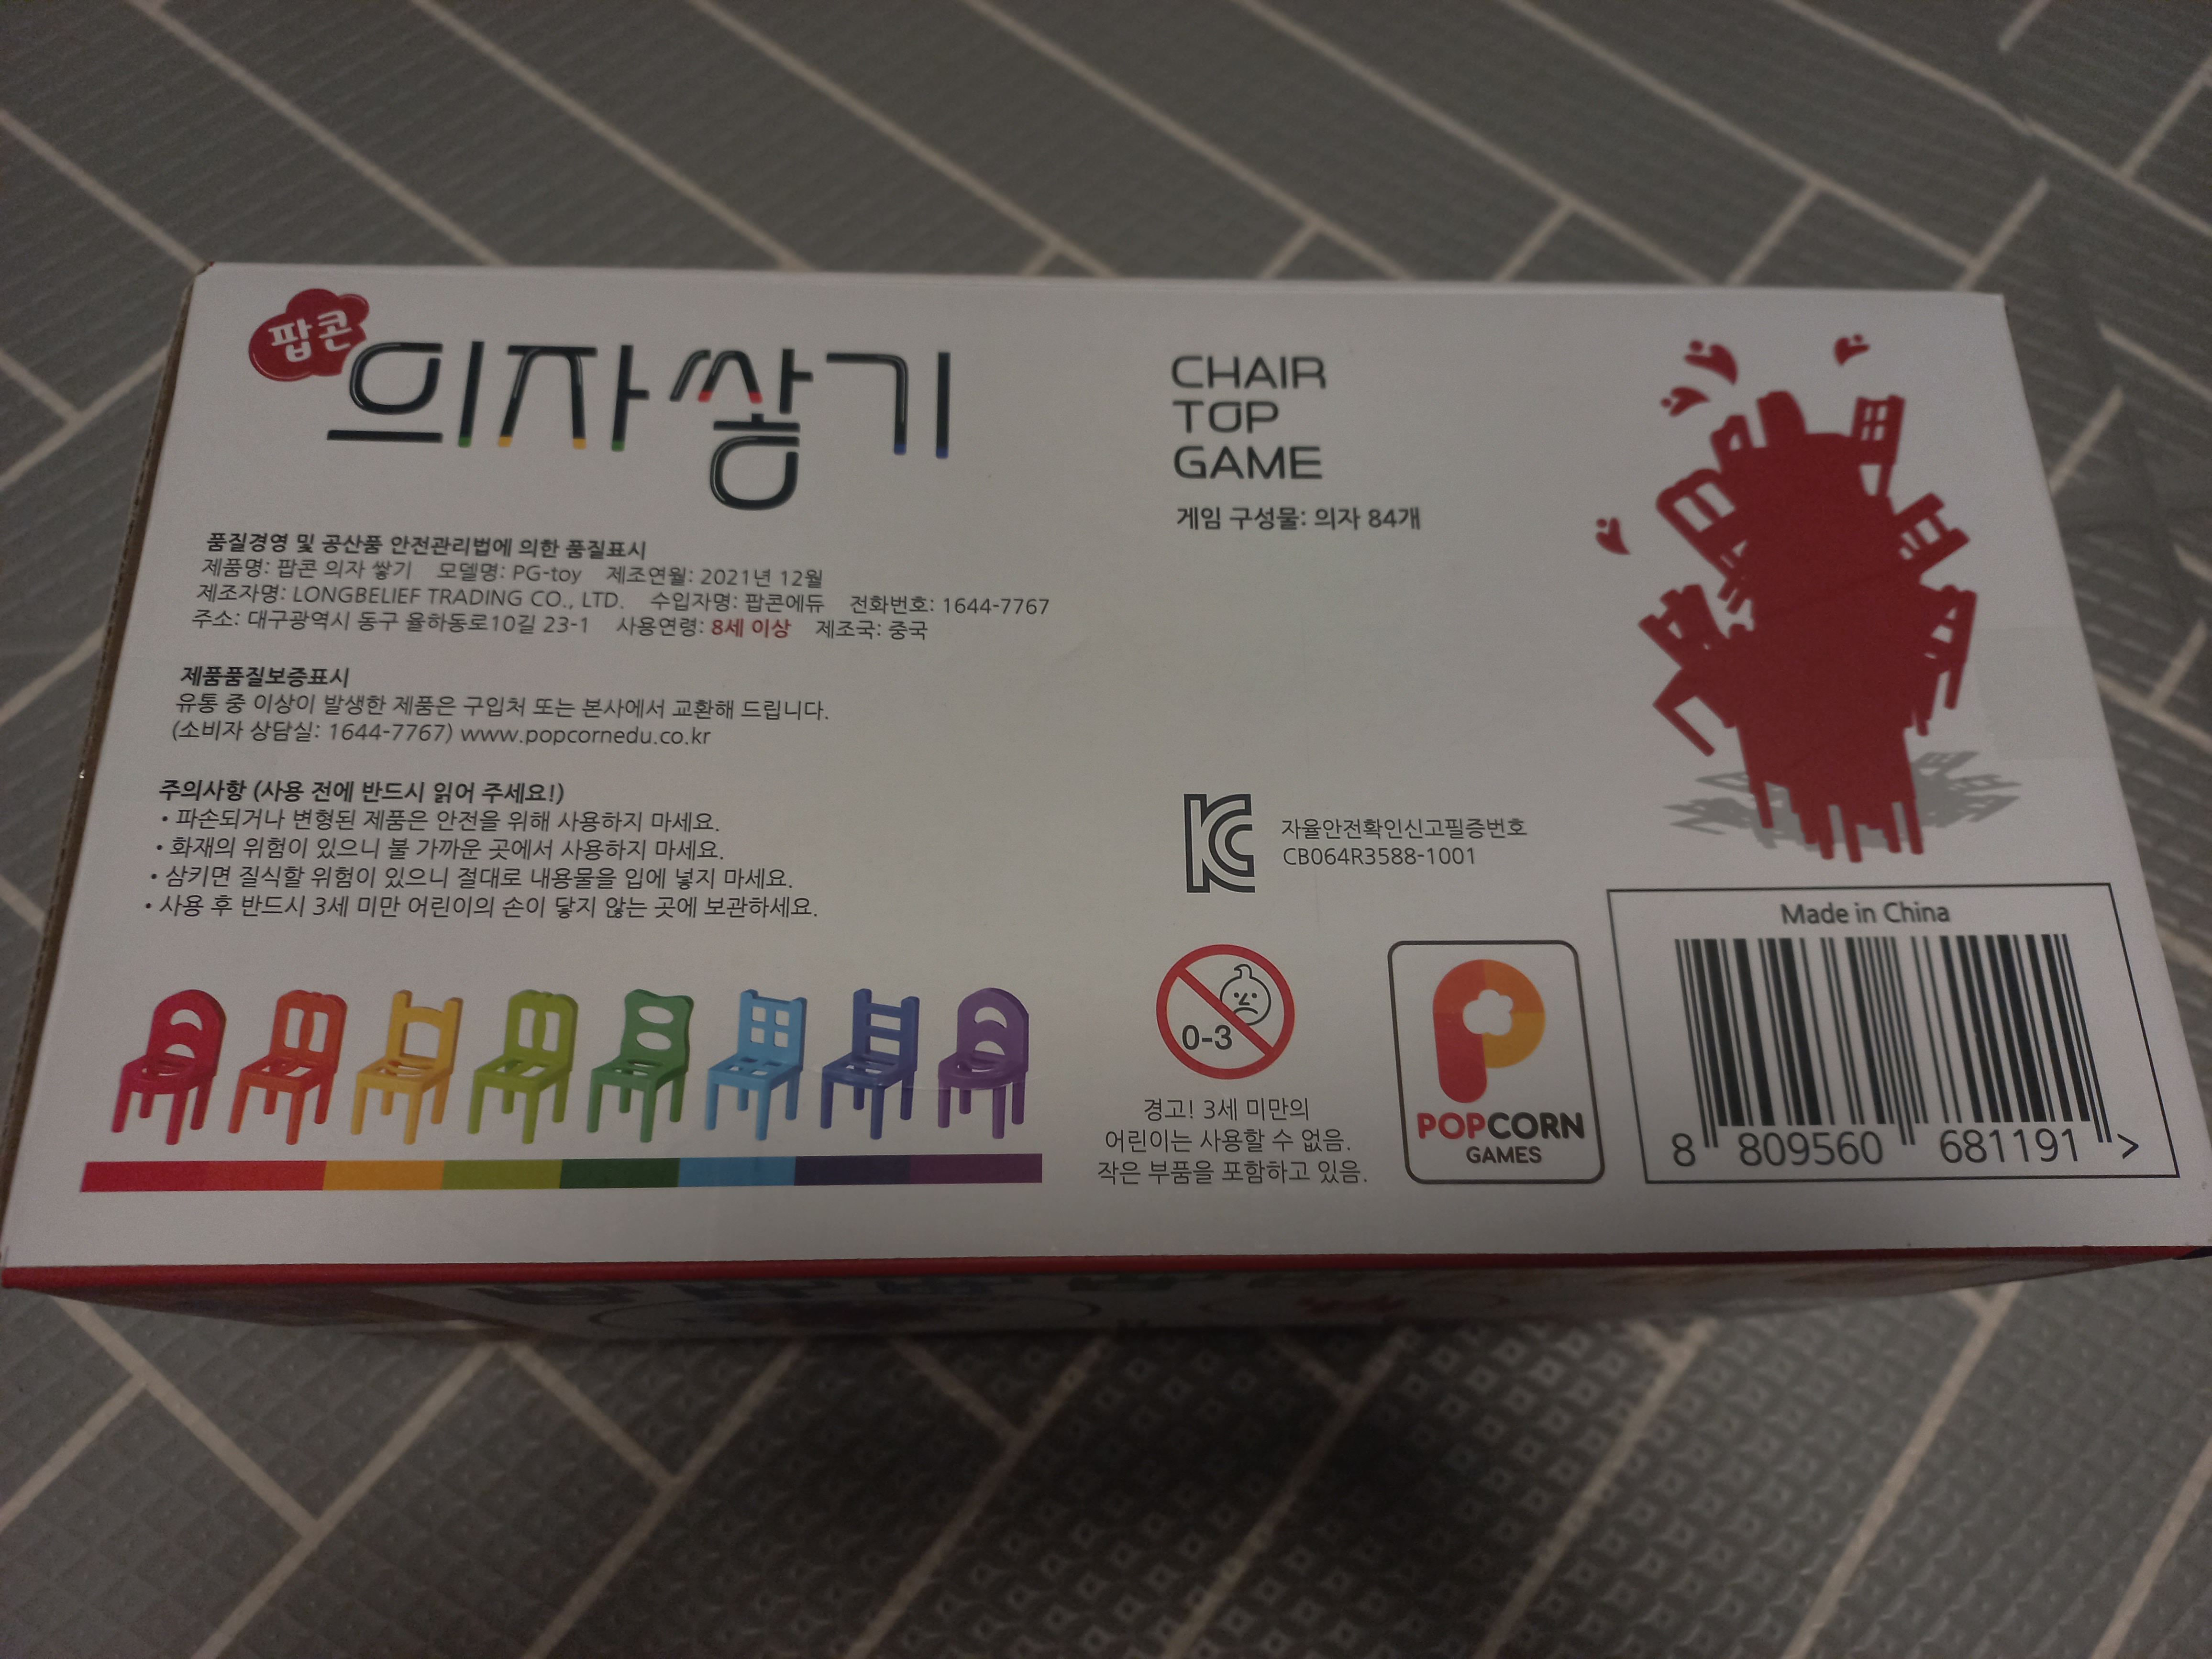 팝콘
의자쌓기
품질경영 및 공산품 안전관리법에 의한 품질표시
제품명: 팝콘 의자 쌓기 모델명: PG-toy 제조연월: 2021년 12월
제조자명: LONGBELIEF TRADING CO., LTD. 수입자명: 팝콘에듀 전화번호: 1644-7767
주소: 대구광역시 동구 율하동로10길 23-1 사용연령: 8세 이상 제조국: 중국
제품품질보증표시
유통 중 이상이 발생한 제품은 구입처 또는 본사에서 교환해 드립니다.
(소비자 상담실: 1644-7767) www.popcornedu.co.kr
주의사항 (사용 전에 반드시 읽어 주세요!)
• 파손되거나 변형된 제품은 안전을 위해 사용하지 마세요.
• 화재의 위험이 있으니 불 가까운 곳에서 사용하지 마세요.
• 삼키면 질식할 위험이 있으니 절대로 내용물을 입에 넣지 마세요.
• 사용 후 반드시 3세 미만 어린이의 손이 닿지 않는 곳에 보관하세요.
CHAIR
TOP
GAME
게임 구성물: 의자 84개
자율안전확인신고필증번호
CB064R3588-1001
0-3
경고! 3세 미만의
어린이는 사용할 수 없음.
작은 부품을 포함하고 있음.
POPCORN
GAMES
Made in China
8 809560 681191 >